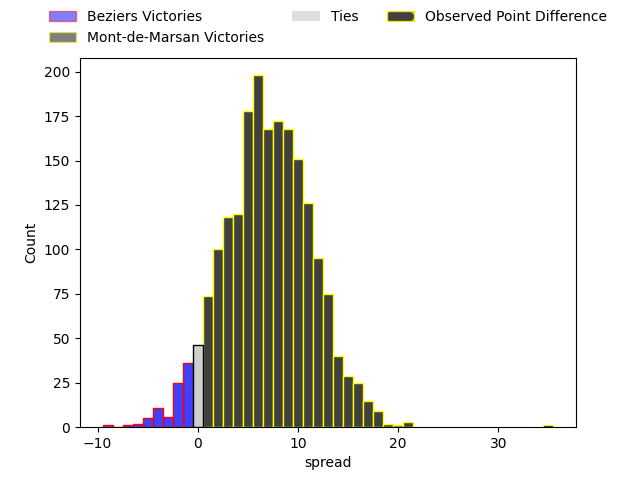 Beziers Victories
Mont-de-Marsan Victories
Ties
Observed Point Difference
Count
200
175
150
125
100
75
50
25
0
−10
0
10
20
30
spread